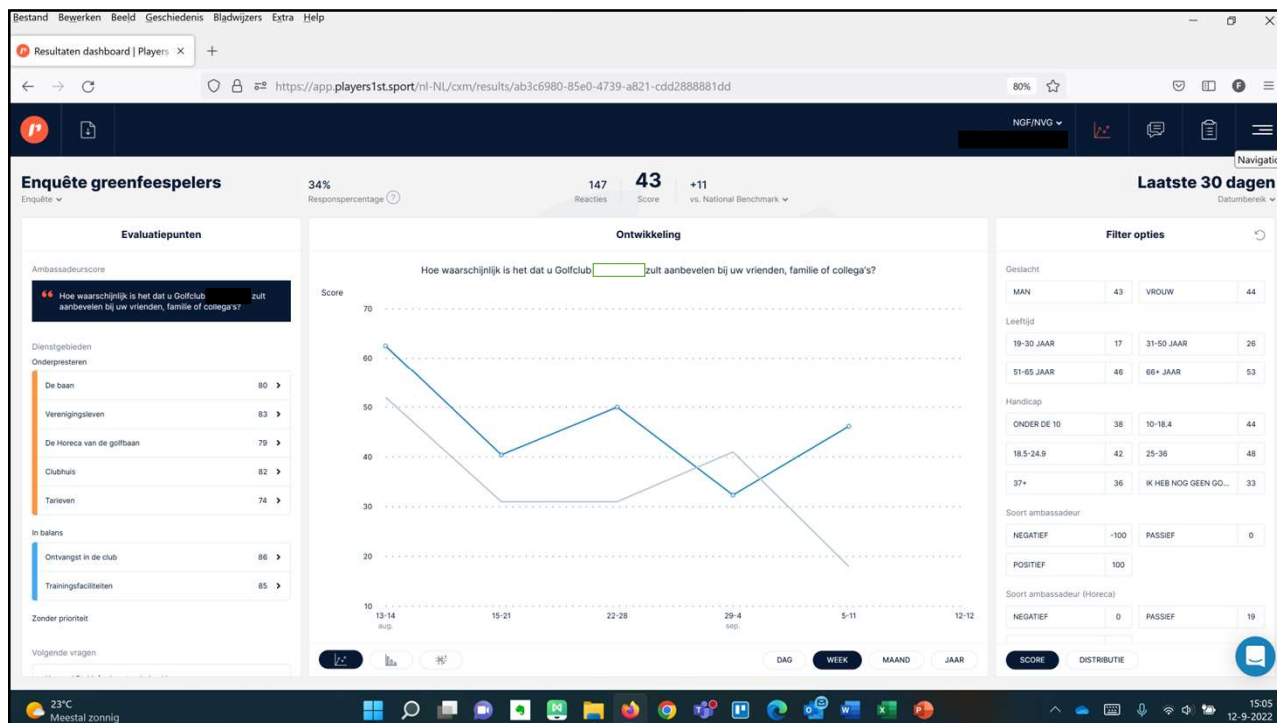 Bestand Bewerken Beeld Geschiedenis Bladwijzers Extra Help
Resultaten dashboard | Players
https://app.players1st.sport/nl-NL/cxm/results/ab3c6980-85e0-4739-a821-cdd2888881dd
80%
NGF/NVG
Navigatio
Enquête greenfeespelers
Enquête
34%
Responspercentage
147
Reacties
43
Score
+11
vs. National Benchmark
Laatste 30 dagen
Datumbereik
Evaluatiepunten
Ambassadeurscore
Hoe waarschijnlijk is het dat u Golfclub zult
aanbevelen bij uw vrienden, familie of collega's?
Dienstgebieden
Onderpresteren
De baan 80
Verenigingsleven 83
De Horeca van de golfbaan 79
Clubhuis 82
Tarieven 74
In balans
Ontvangst in de club 86
Trainingsfaciliteiten 85
Zonder prioriteit
Volgende vragen
Ontwikkeling
Hoe waarschijnlijk is het dat u Golfclub zult aanbevelen bij uw vrienden, familie of collega's?
Score
70
60
50
40
30
20
10
13-14 15-21 22-28 29-4 5-11 12-12
aug. sep.
DAG WEEK MAAND JAAR
Filter opties
Geslacht
MAN 43 VROUW 44
Leeftijd
19-30 JAAR 17 31-50 JAAR 26
51-65 JAAR 46 66+ JAAR 53
Handicap
ONDER DE 10 38 10-18.4 44
18.5-24.9 42 25-36 48
37+ 36 IK HEB NOG GEEN GO... 33
Soort ambassadeur
NEGATIEF -100 PASSIEF 0
POSITIEF 100
Soort ambassadeur (Horeca)
NEGATIEF 0 PASSIEF 19
SCORE DISTRIBUTIE
23°C
Meestal zonnig
15:05
12-9-2022